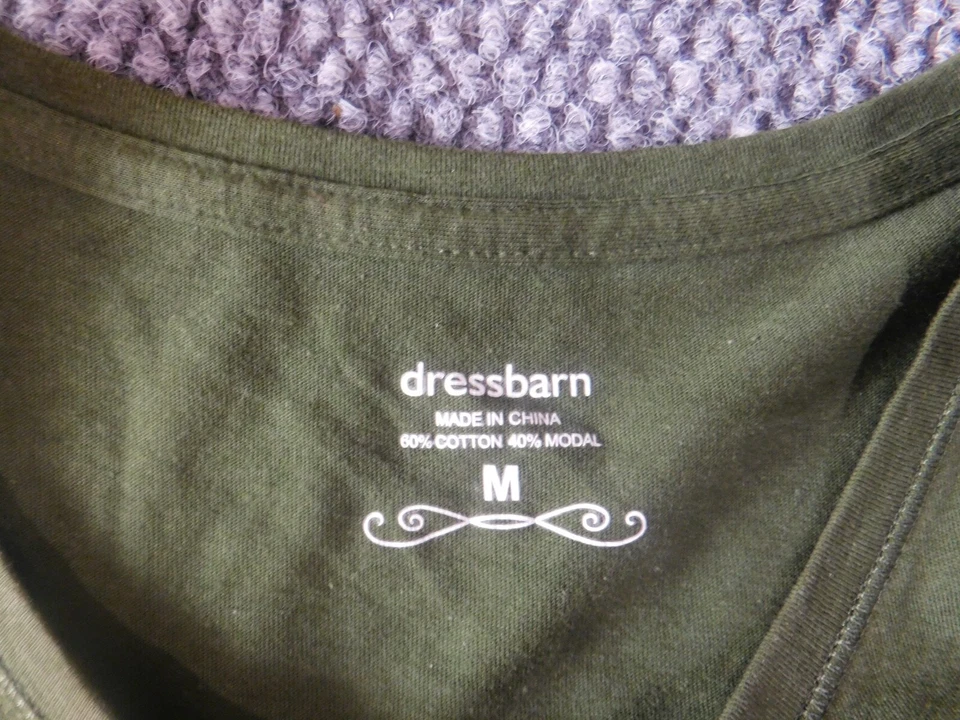 dressbarn
MADE IN CHINA
60% COTTON 40% MODAL
M